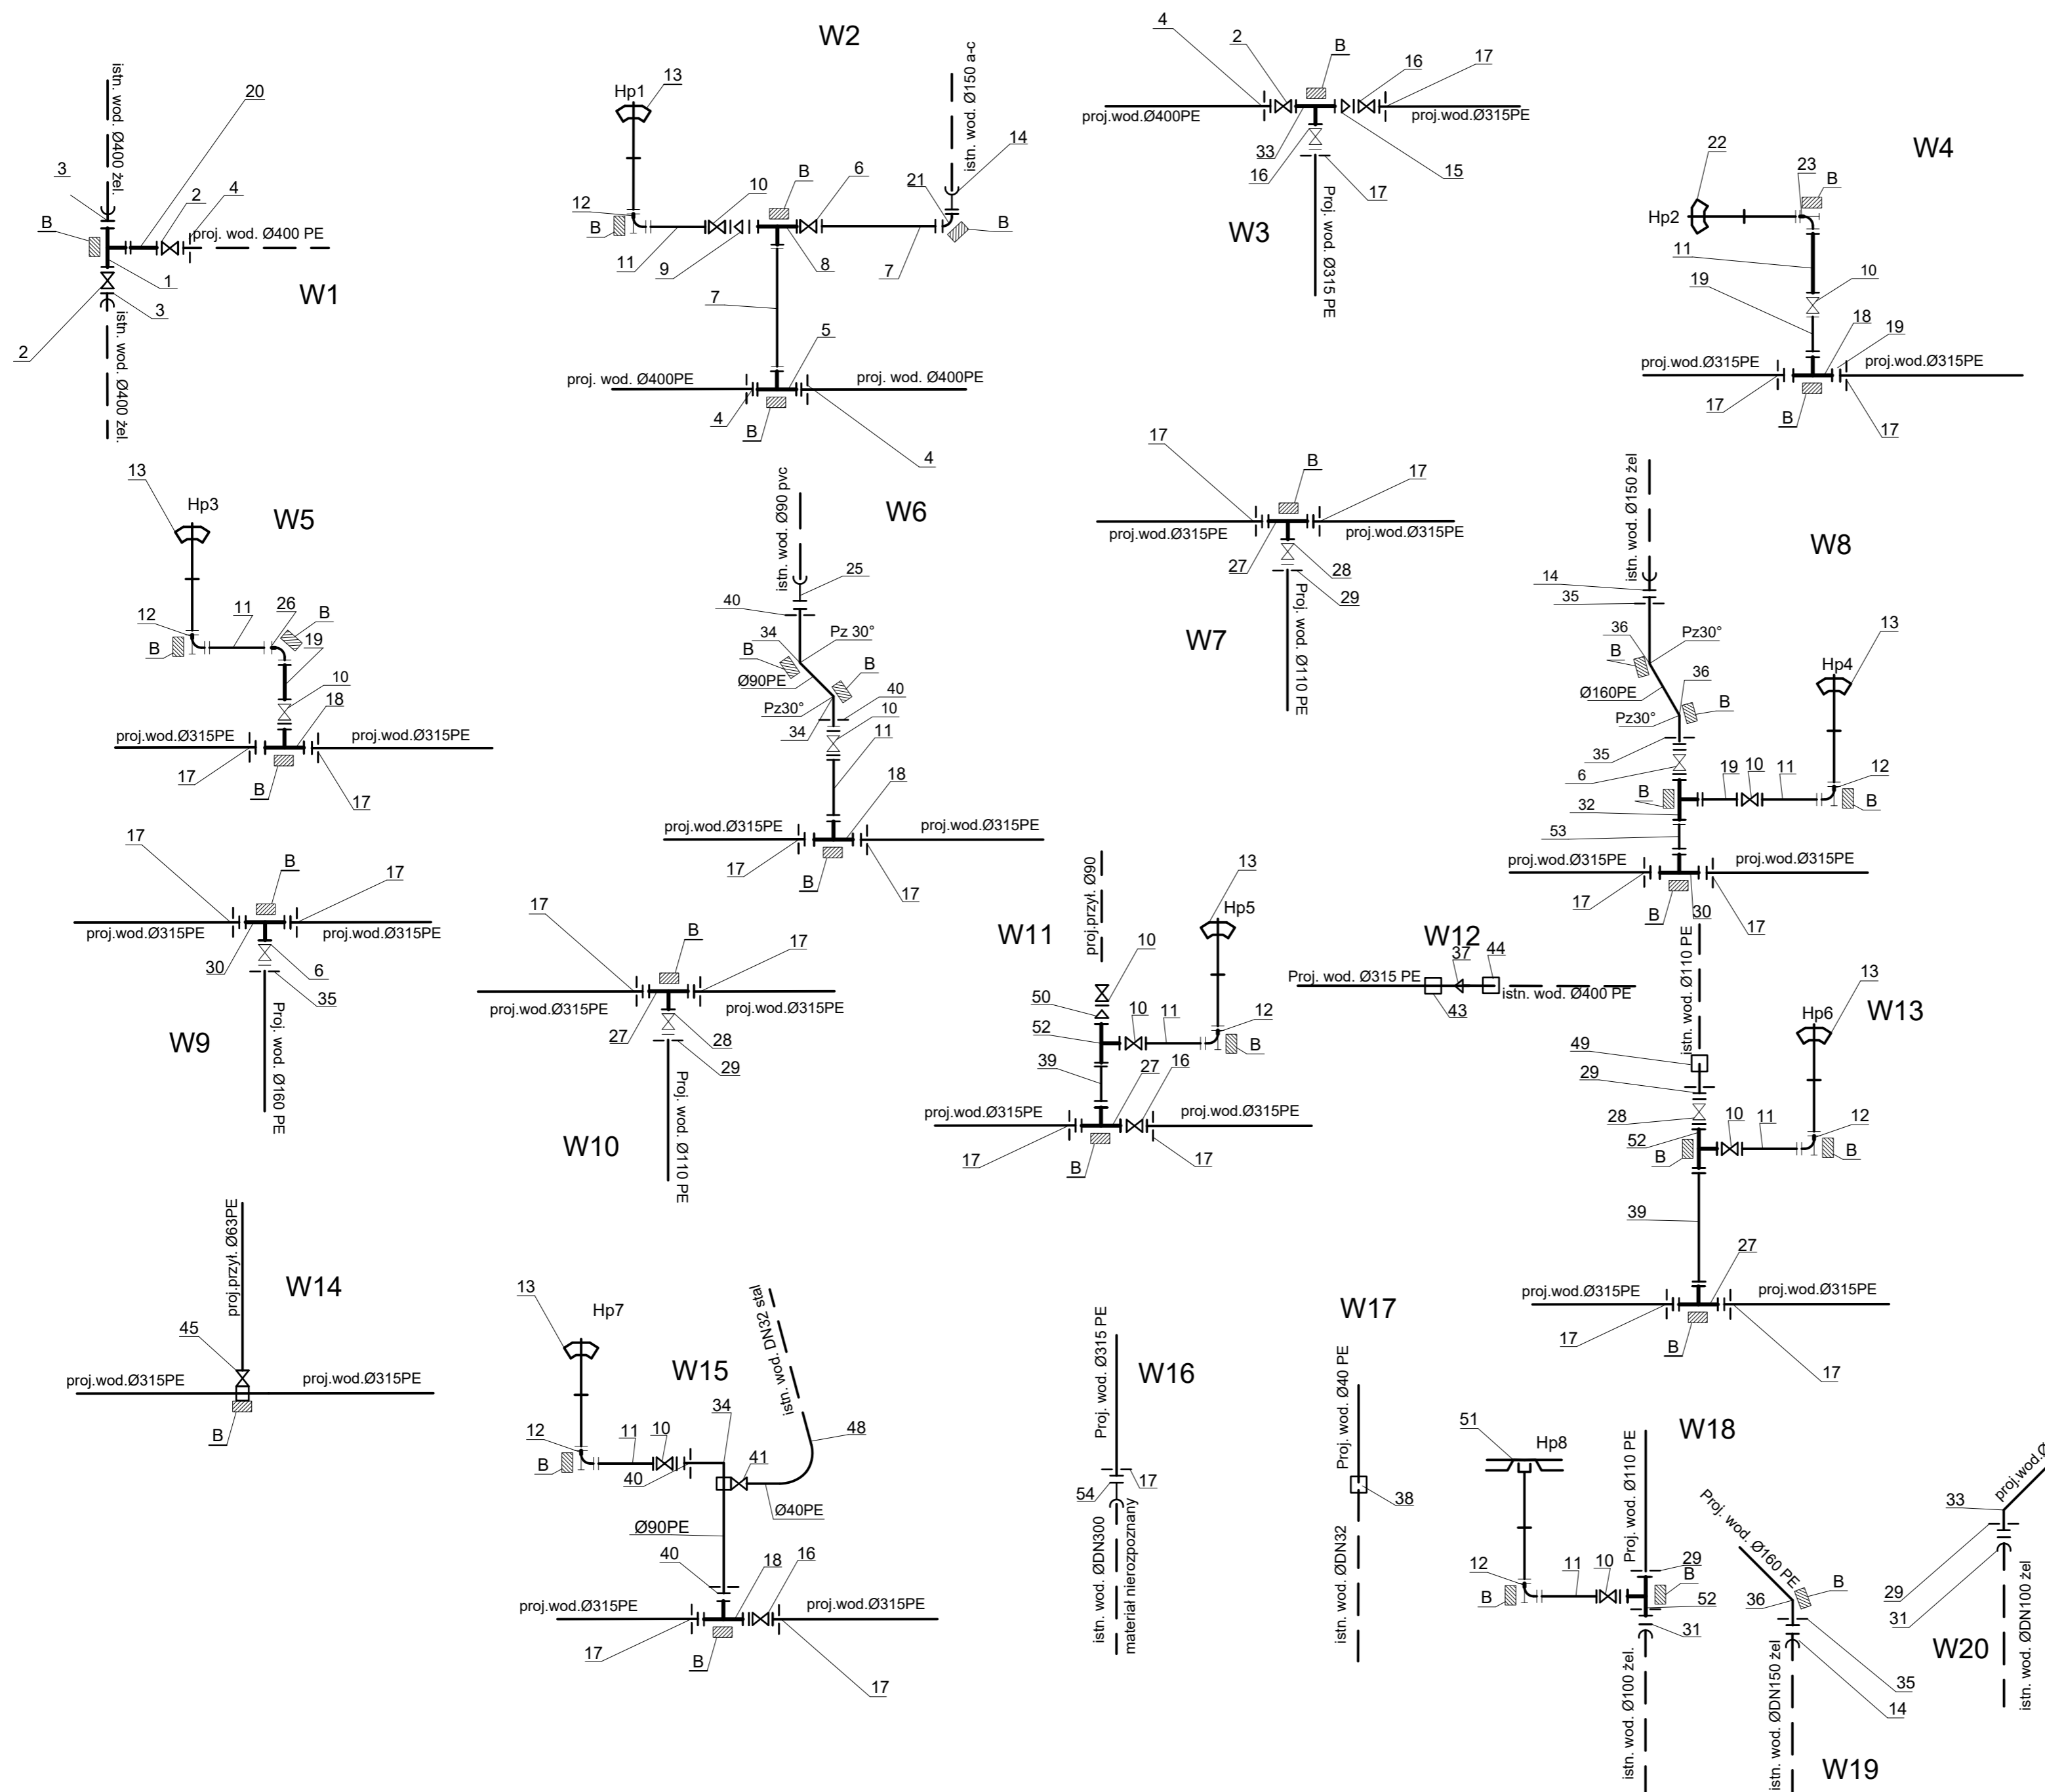 W1
istn. wod. Ø400 żel.
20
3
2
4
B
proj. wod. Ø400 PE
1
3
2
istn. wod. Ø400 żel.
W2
Hp1
13
istn. wod. Ø150 a-c
14
12
10
B
6
21
B
B
11
9
8
7
7
5
proj. wod. Ø400PE
proj. wod. Ø400PE
4
B
4
W3
4
2
B
16
17
proj.wod.Ø400PE
proj.wod.Ø315PE
33
16
17
15
Proj. wod. Ø315 PE
W4
22
23
B
Hp2
11
10
19
18
19
proj.wod.Ø315PE
proj.wod.Ø315PE
17
B
17
W5
13
Hp3
12
11
26
B
B
19
10
18
proj.wod.Ø315PE
proj.wod.Ø315PE
17
B
17
W6
istn. wod. Ø90 pvc
25
40
34
Pz 30°
B
B
Ø90PE
40
Pz30°
10
34
11
18
proj.wod.Ø315PE
proj.wod.Ø315PE
17
B
17
W7
17
B
17
proj.wod.Ø315PE
proj.wod.Ø315PE
27
28
29
Proj. wod. Ø110 PE
W8
istn. wod. Ø150 żel
14
35
36
Pz30°
13
B
Hp4
36
Ø160PE
B
Pz30°
35
6
19
10
11
12
B
B
32
53
proj.wod.Ø315PE
proj.wod.Ø315PE
17
B
30
17
W9
17
B
17
proj.wod.Ø315PE
proj.wod.Ø315PE
30
6
35
Proj. wod. Ø160 PE
W10
17
B
17
proj.wod.Ø315PE
proj.wod.Ø315PE
27
28
29
Proj. wod. Ø110 PE
W11
proj.przył. Ø90
13
Hp5
10
50
10
11
12
52
B
39
27
16
proj.wod.Ø315PE
proj.wod.Ø315PE
17
B
17
W12
37
44
Proj. wod. Ø315 PE
43
istn. wod. Ø400 PE
W13
istn. wod. Ø110 PE
13
Hp6
49
29
28
10
11
12
52
B
B
39
27
proj.wod.Ø315PE
proj.wod.Ø315PE
17
B
17
W14
proj.przył. Ø63PE
45
proj.wod.Ø315PE
proj.wod.Ø315PE
B
W15
13
Hp7
istn. wod. DN32 stal
34
48
12
11
10
41
B
40
Ø40PE
Ø90PE
40
18
16
proj.wod.Ø315PE
proj.wod.Ø315PE
17
B
17
W16
Proj. wod. Ø315 PE
17
54
istn. wod. ØDN300
materiał nierozpoznany
W17
Proj. wod. Ø40 PE
38
istn. wod. ØDN32
W18
51
Hp8
Proj. wod. Ø110 PE
12
11
10
29
B
B
52
31
istn. wod. Ø100 żel.
W19
Proj. wod. Ø160 PE
B
36
35
14
istn. wod. ØDN150 żel
W20
proj.wod.Ø
33
29
31
istn. wod. ØDN100 żel